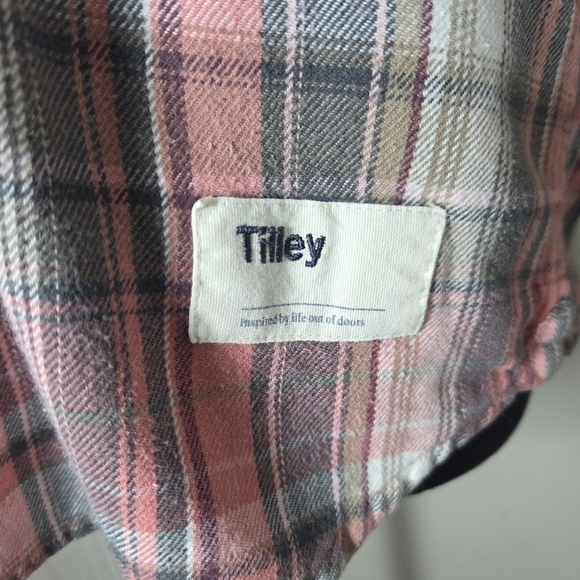 Tilley
inspired by life out of doors